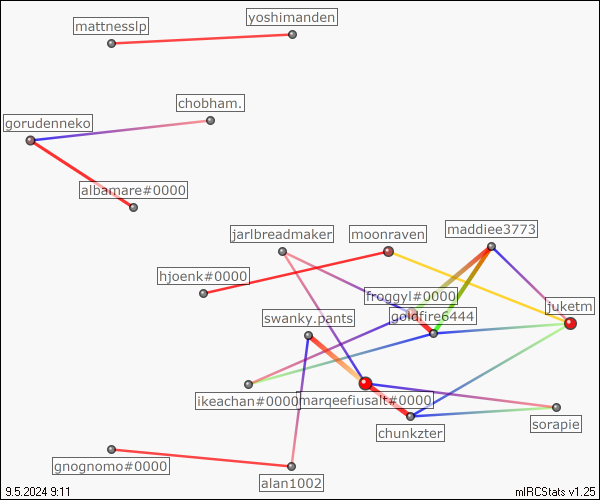 yoshimanden
mattnesslp
chobham.
gorudenneko
albamare#0000
jarlbreadmaker
moonraven
maddiee3773
hjoenk#0000
froggyl#0000
juketm
swanky.pants
goldfire6444
ikeachan#0000
marqeefiusalt#0000
sorapie
chunkzter
gnognomo#0000
alan1002
9.5.2024 9:11
mIRCStats v1.25